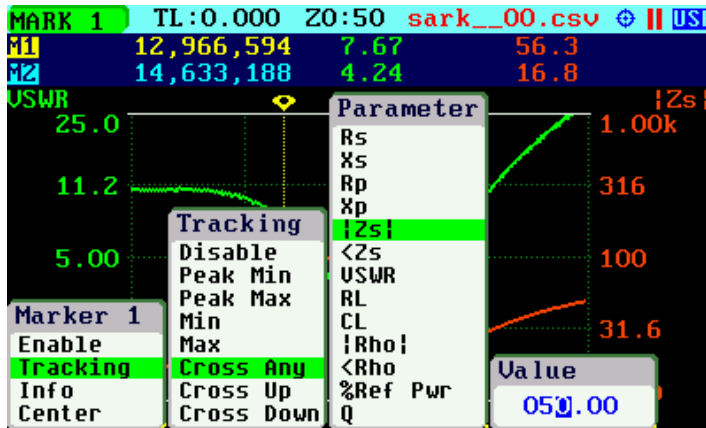 MARK 1 TL:0.000 Z0:50 sark__00.csv USB
M1 12,966,594 7.67 56.3
M2 14,633,188 4.24 16.8
VSWR |Zs|
25.0 1.00k
11.2 316
5.00 100
31.6
Marker 1
Enable
Tracking
Info
Center
Tracking
Disable
Peak Min
Peak Max
Min
Max
Cross Any
Cross Up
Cross Down
Parameter
Rs
Xs
Rp
Xp
|Zs|
<Zs
VSWR
RL
CL
|Rho|
<Rho
%Ref Pwr
Q
Value
050.00